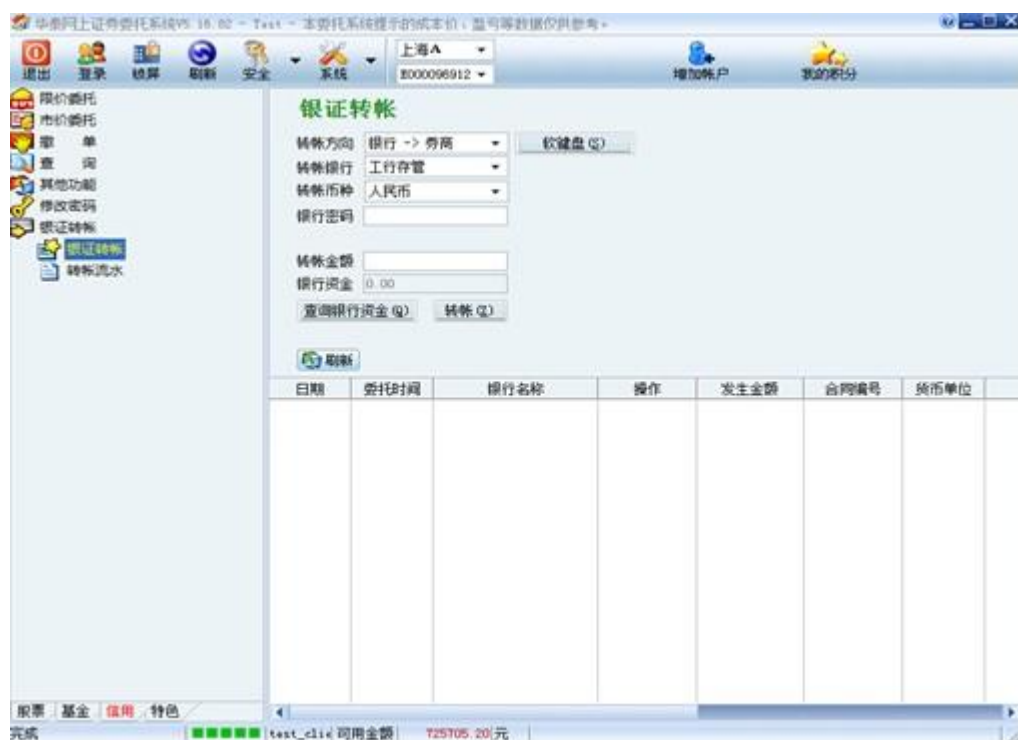 华泰网上证券委托系统V5.18.02 - Test - 本委托系统提示的成本价、盈亏等数据仅供参考。
退出 登录 锁屏 刷新 安全 系统 上海A 增加帐户 我的积分
E000096912
限价委托
市价委托
撤 单
查 询
其他功能
修改密码
银证转帐
银证转帐
转帐流水
银证转帐
转帐方向 银行 -> 券商 软键盘(S)
转帐银行 工行存管
转帐币种 人民币
银行密码
转帐金额
银行资金 0.00
查询银行资金(Q) 转帐(Z)
刷新
日期 委托时间 银行名称 操作 发生金额 合同编号 货币单位
股票 基金 信用 特色
完成 test_clie 可用金额 725705.20 元